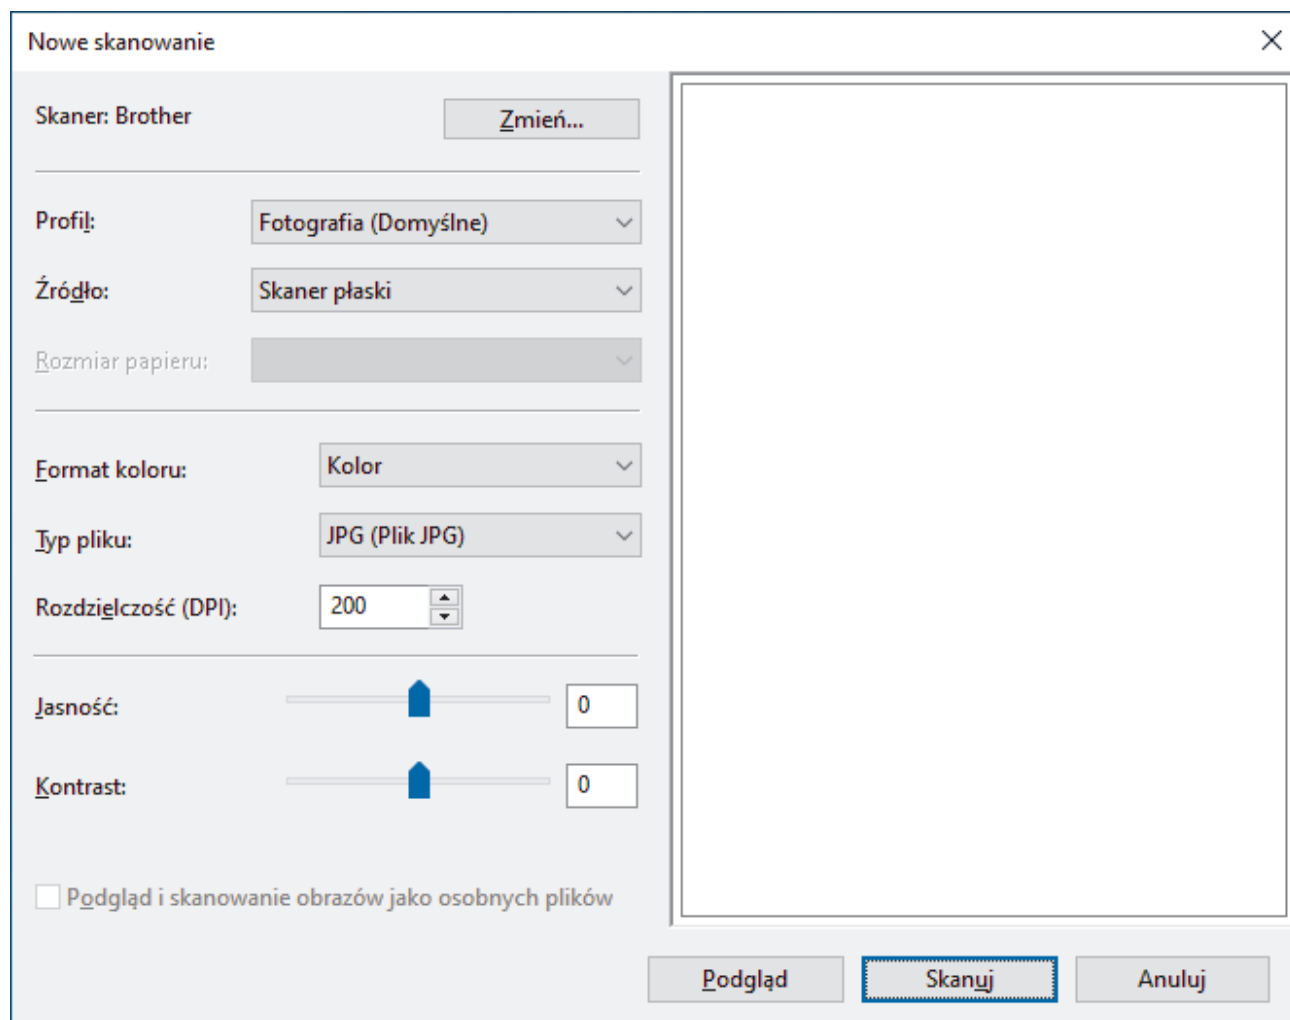 Nowe skanowanie
Skaner: Brother
Zmień...
Profil:
Fotografia (Domyślne)
Źródło:
Skaner płaski
Rozmiar papieru:
Format koloru:
Kolor
Typ pliku:
JPG (Plik JPG)
Rozdzielczość (DPI):
200
Jasność:
0
Kontrast:
0
Podgląd i skanowanie obrazów jako osobnych plików
Podgląd
Skanuj
Anuluj